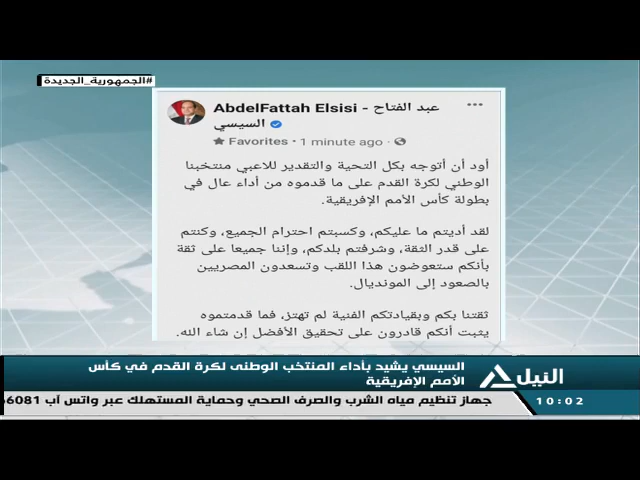 #الجمهورية_الجديدة
AbdelFattah Elsisi - عبد الفتاح
السيسي
Favorites · 1 minute ago ·
أود أن أتوجه بكل التحية والتقدير للاعبي منتخبنا
الوطني لكرة القدم على ما قدموه من أداء عال في
بطولة كأس الأمم الإفريقية.
لقد أديتم ما عليكم، وكسبتم احترام الجميع، وكنتم
على قدر الثقة، وشرفتم بلدكم، وإننا جميعا على ثقة
بأنكم ستعوضون هذا اللقب وتسعدون المصريين
بالصعود إلى المونديال.
ثقتنا بكم وبقيادتكم الفنية لم تهتز، فما قدمتموه
يثبت أنكم قادرون على تحقيق الأفضل إن شاء الله.
السيسي يشيد بأداء المنتخب الوطنى لكرة القدم في كأس
الأمم الإفريقية
النيل
جهاز تنظيم مياه الشرب والصرف الصحي وحماية المستهلك عبر واتس آب 6081
10:02